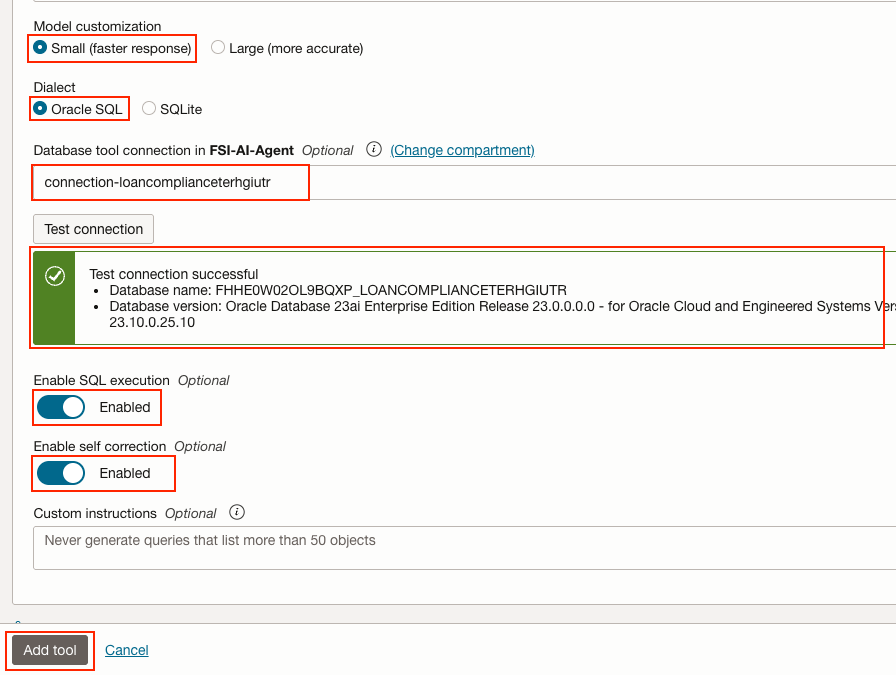 Model customization
Small (faster response) Large (more accurate)
Dialect
Oracle SQL SQLite
Database tool connection in FSI-AI-Agent Optional (Change compartment)
connection-loancomplianceterhgiutr
Test connection
Test connection successful
• Database name: FHHE0W02OL9BQXP_LOANCOMPLIANCETERHGIUTR
• Database version: Oracle Database 23ai Enterprise Edition Release 23.0.0.0.0 - for Oracle Cloud and Engineered Systems Ver
23.10.0.25.10
Enable SQL execution Optional
Enabled
Enable self correction Optional
Enabled
Custom instructions Optional
Never generate queries that list more than 50 objects
Add tool Cancel